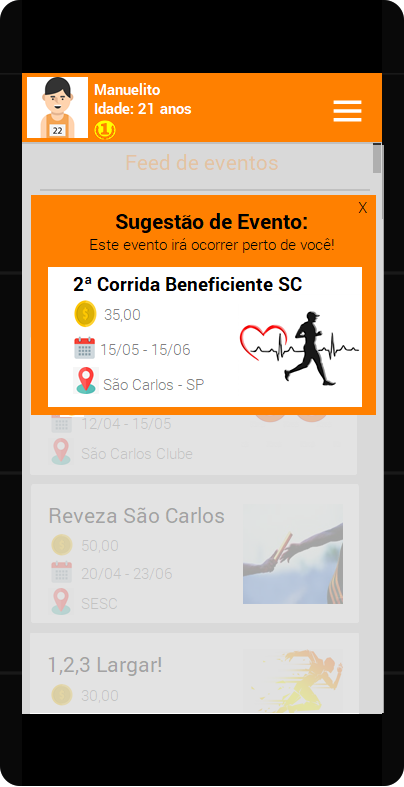 Manuelito
Idade: 21 anos
1
22
Feed de eventos
X
Sugestão de Evento:
Este evento irá ocorrer perto de você!
2ª Corrida Beneficiente SC
$ 35,00
15/05 - 15/06
São Carlos - SP
12/04 - 15/05
São Carlos Clube
Reveza São Carlos
$ 50,00
20/04 - 23/06
SESC
1,2,3 Largar!
$ 30,00